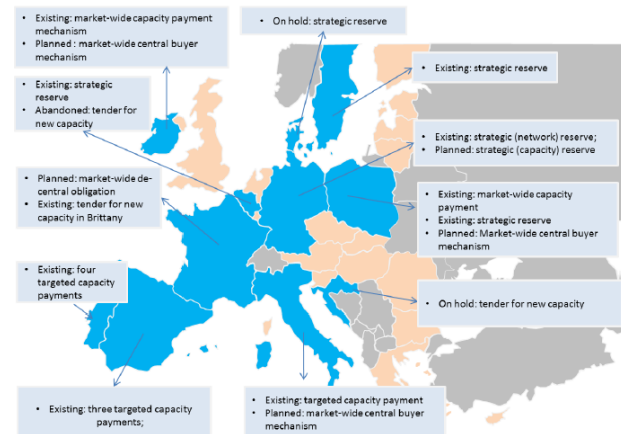 • Existing: market-wide capacity payment
mechanism
• Planned : market-wide central buyer
mechanism
• On hold: strategic reserve
• Existing: strategic
reserve
• Abandoned: tender for
new capacity
• Existing: strategic reserve
• Existing: strategic (network) reserve;
• Planned: strategic (capacity) reserve
• Planned: market-wide de-
central obligation
• Existing: tender for new
capacity in Brittany
• Existing: market-wide capacity
payment
• Existing: strategic reserve
• Planned: Market-wide central buyer
mechanism
• Existing: four
targeted capacity
payments
• On hold: tender for new capacity
• Existing: three targeted capacity
payments;
• Existing: targeted capacity payment
• Planned: market-wide central buyer
mechanism